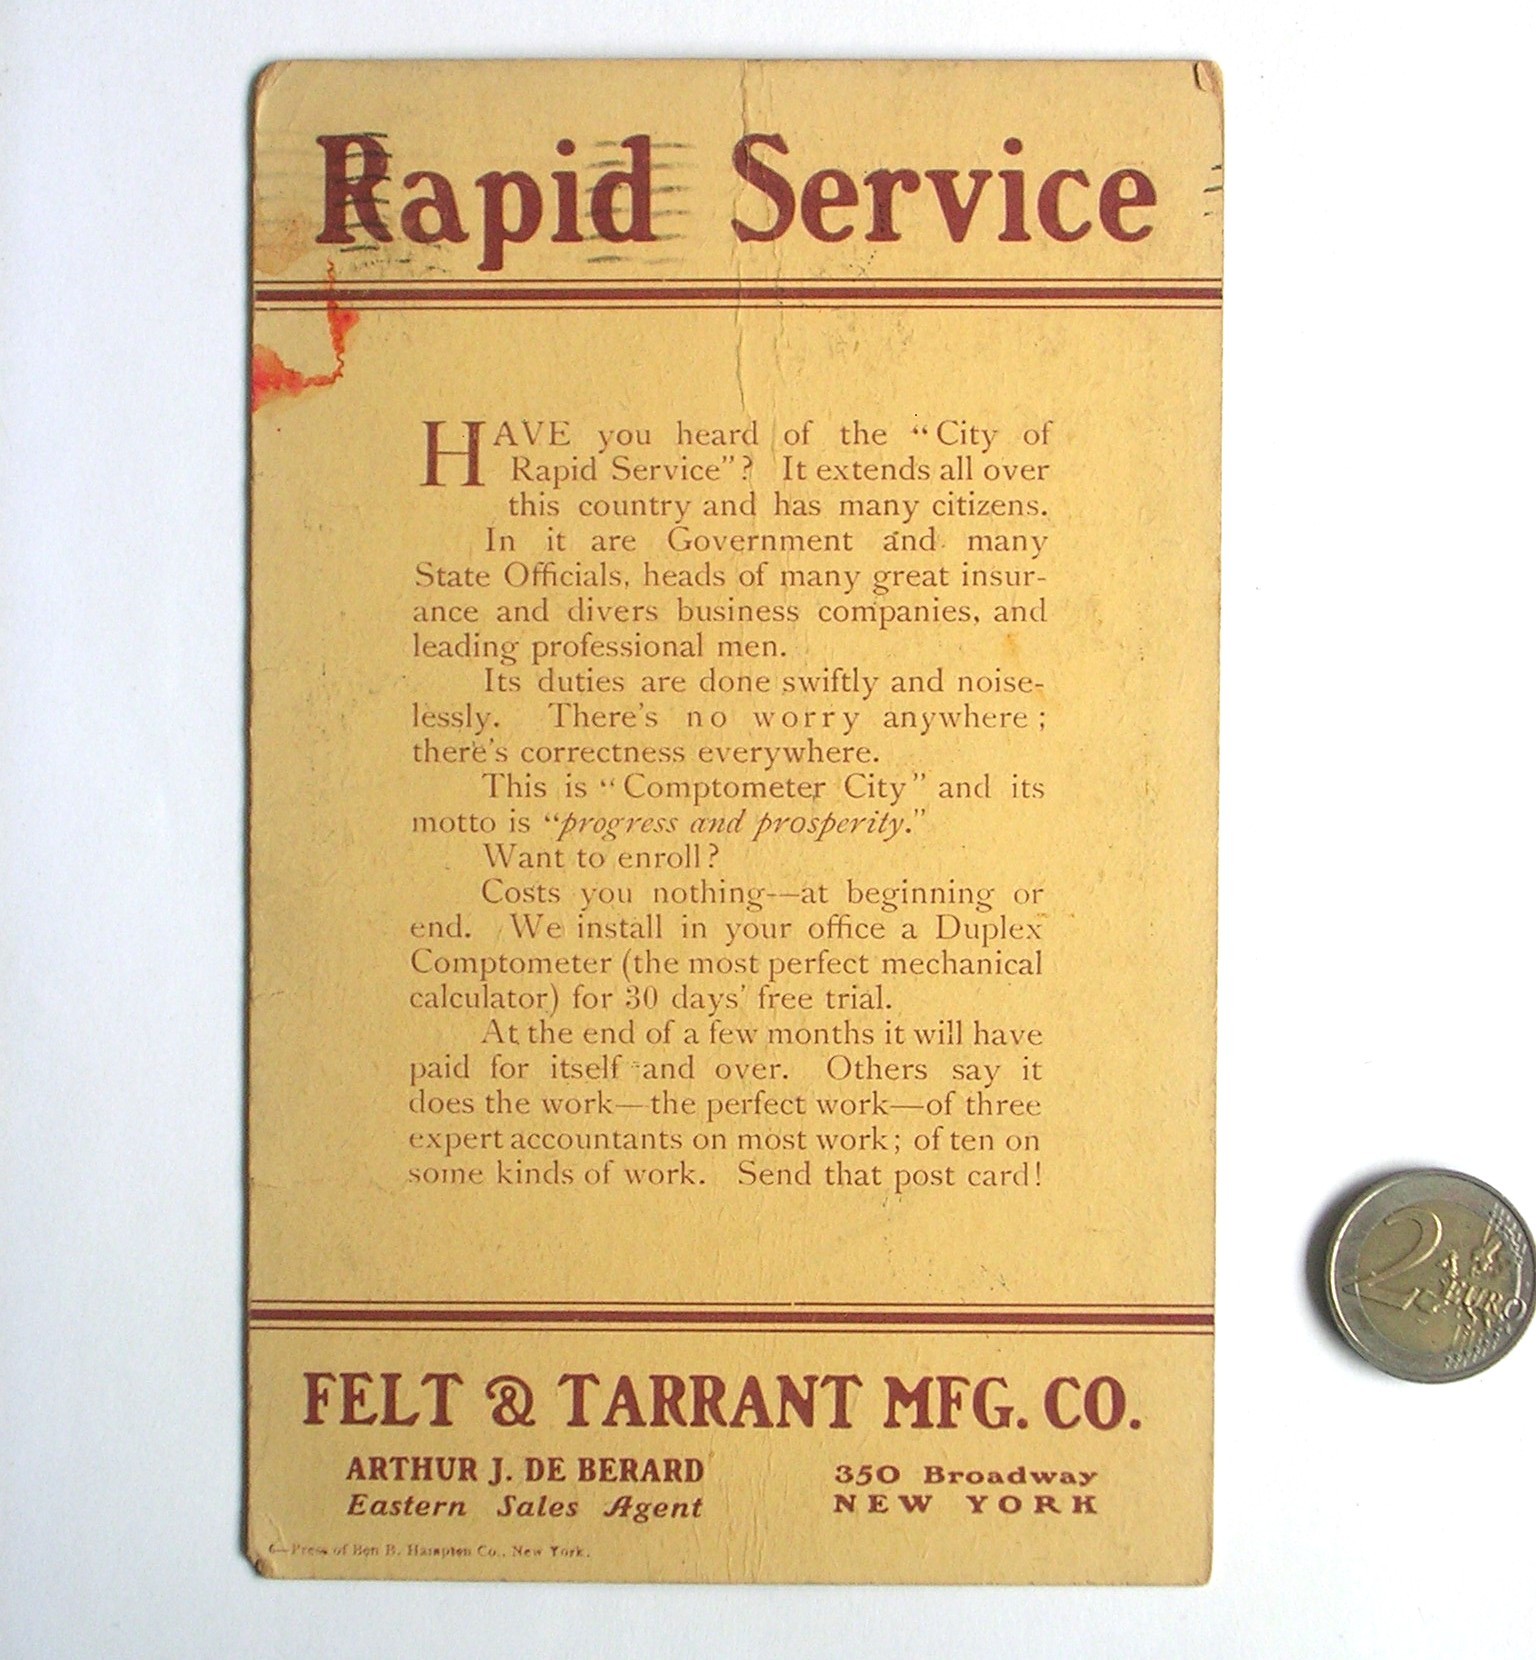 Rapid Service
HAVE you heard of the “City of
Rapid Service”? It extends all over
this country and has many citizens.
In it are Government and many
State Officials, heads of many great insur-
ance and divers business companies, and
leading professional men.
Its duties are done swiftly and noise-
lessly. There's no worry anywhere;
there's correctness everywhere.
This is “Comptometer City” and its
motto is “progress and prosperity.”
Want to enroll?
Costs you nothing—at beginning or
end. We install in your office a Duplex
Comptometer (the most perfect mechanical
calculator) for 30 days' free trial.
At the end of a few months it will have
paid for itself and over. Others say it
does the work—the perfect work—of three
expert accountants on most work; of ten on
some kinds of work. Send that post card!
FELT & TARRANT MFG. CO.
ARTHUR J. DE BERARD 350 Broadway
Eastern Sales Agent NEW YORK
6—Press of Ben B. Hampton Co., New York.
2 EURO